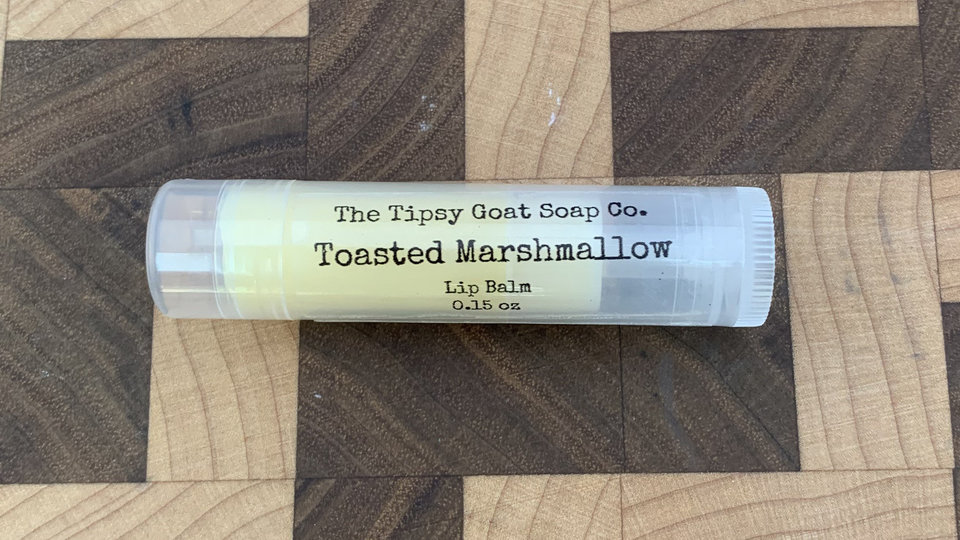 The Tipsy Goat Soap Co.
Toasted Marshmallow
Lip Balm
0.15 oz